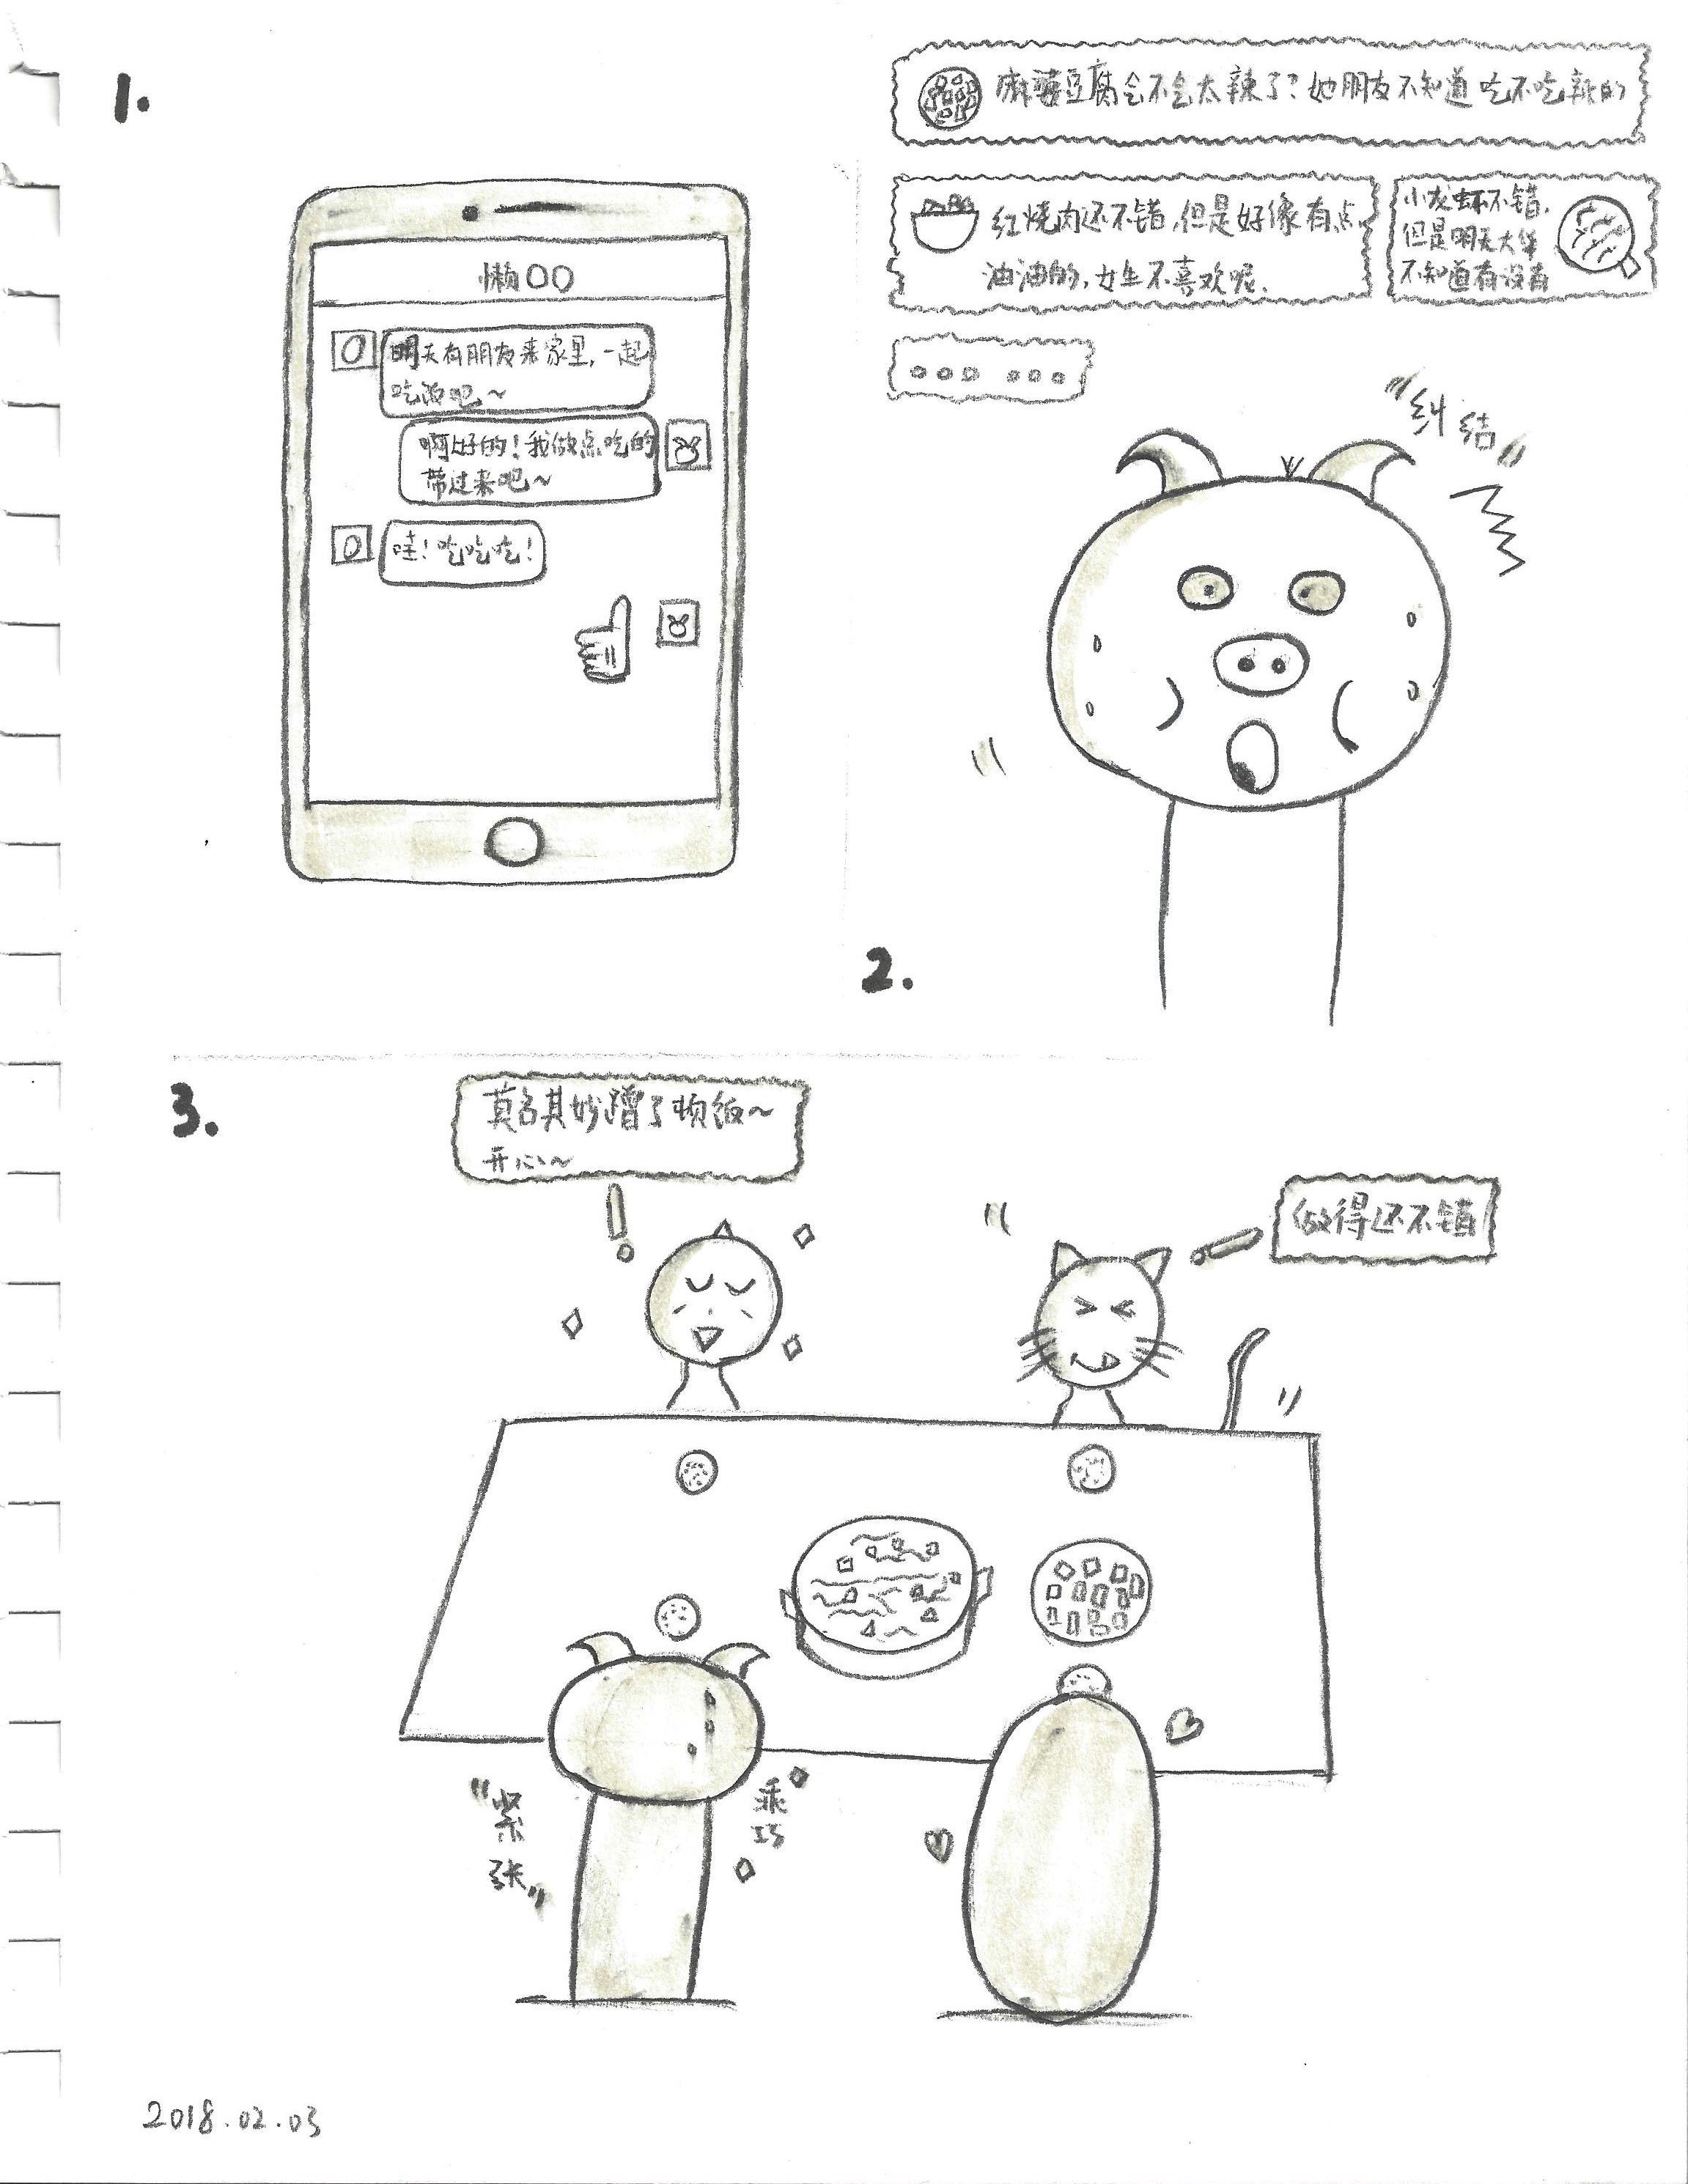 1.
懒〇〇
明天有朋友来家里,一起
吃饭吧~
啊好的!我做点吃的
带过来吧~
哇!吃吃吃!
麻婆豆腐会不会太辣了?她朋友不知道吃不吃辣的
红烧肉还不错,但是好像有点
油油的,女生不喜欢呢.
小龙虾不错,
但是明天大华
不知道有没有
。。。 。。。
“纠结”
2.
3.
莫名其妙蹭了顿饭~
开心~
做得还不错
“紧张”
乖巧
2018.02.03